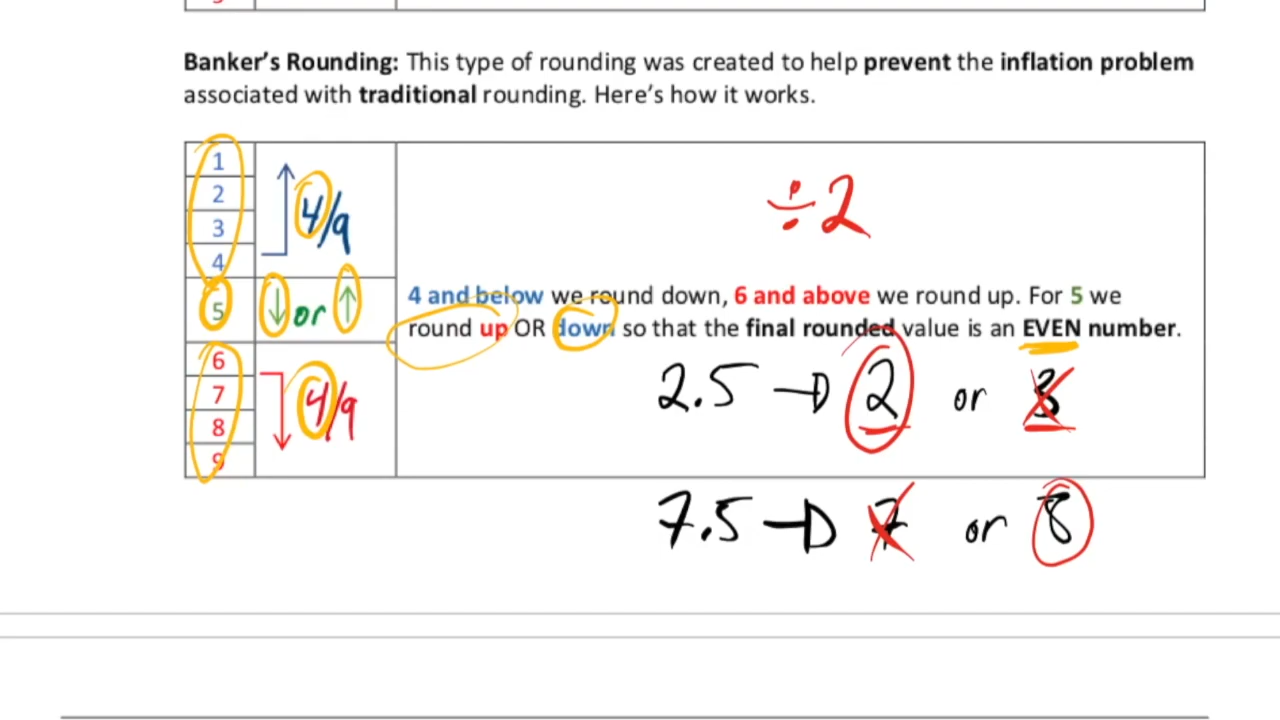 Banker's Rounding: This type of rounding was created to help prevent the inflation problem
associated with traditional rounding. Here's how it works.
1
2
3
4
4/9
÷2
5
↓ or ↑
4 and below we round down, 6 and above we round up. For 5 we
round up OR down so that the final rounded value is an EVEN number.
6
7
8
9
4/9
2.5 → 2 or 3
7.5 → 7 or 8